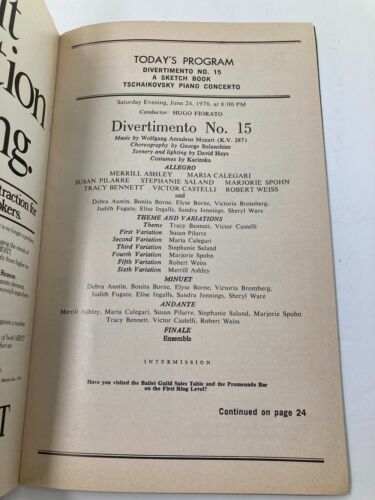 lt
tion
ng.
traction for
okers.
TODAY'S PROGRAM
DIVERTIMENTO NO. 15
A SKETCH BOOK
TSCHAIKOVSKY PIANO CONCERTO
Saturday Evening, June 24, 1978, at 8:00 PM
Conductor: HUGO FIORATO
Divertimento No. 15
Music by Wolfgang Amadeus Mozart (K.V. 287)
Choreography by George Balanchine
Scenery and lighting by David Hays
Costumes by Karinska
ALLEGRO
MERRILL ASHLEY MARIA CALEGARI
SUSAN PILARRE STEPHANIE SALAND MARJORIE SPOHN
TRACY BENNETT VICTOR CASTELLI ROBERT WEISS
and
Debra Austin, Bonita Borne, Elyse Borne, Victoria Bromberg,
Judith Fugate, Elise Ingalls, Sandra Jennings, Sheryl Ware
THEME AND VARIATIONS
Theme Tracy Bennett, Victor Castelli
First Variation Susan Pilarre
Second Variation Maria Calegari
Third Variation Stephanie Saland
Fourth Variation Marjorie Spohn
Fifth Variation Robert Weiss
Sixth Variation Merrill Ashley
MINUET
Debra Austin, Bonita Borne, Elyse Borne, Victoria Bromberg,
Judith Fugate, Elise Ingalls, Sandra Jennings, Sheryl Ware
ANDANTE
Merrill Ashley, Maria Calegari, Susan Pilarre, Stephanie Saland, Marjorie Spohn
Tracy Bennett, Victor Castelli, Robert Weiss
FINALE
Ensemble
INTERMISSION
Have you visited the Ballet Guild Sales Table and the Promenade Bar
on the First Ring Level?
Continued on page 24